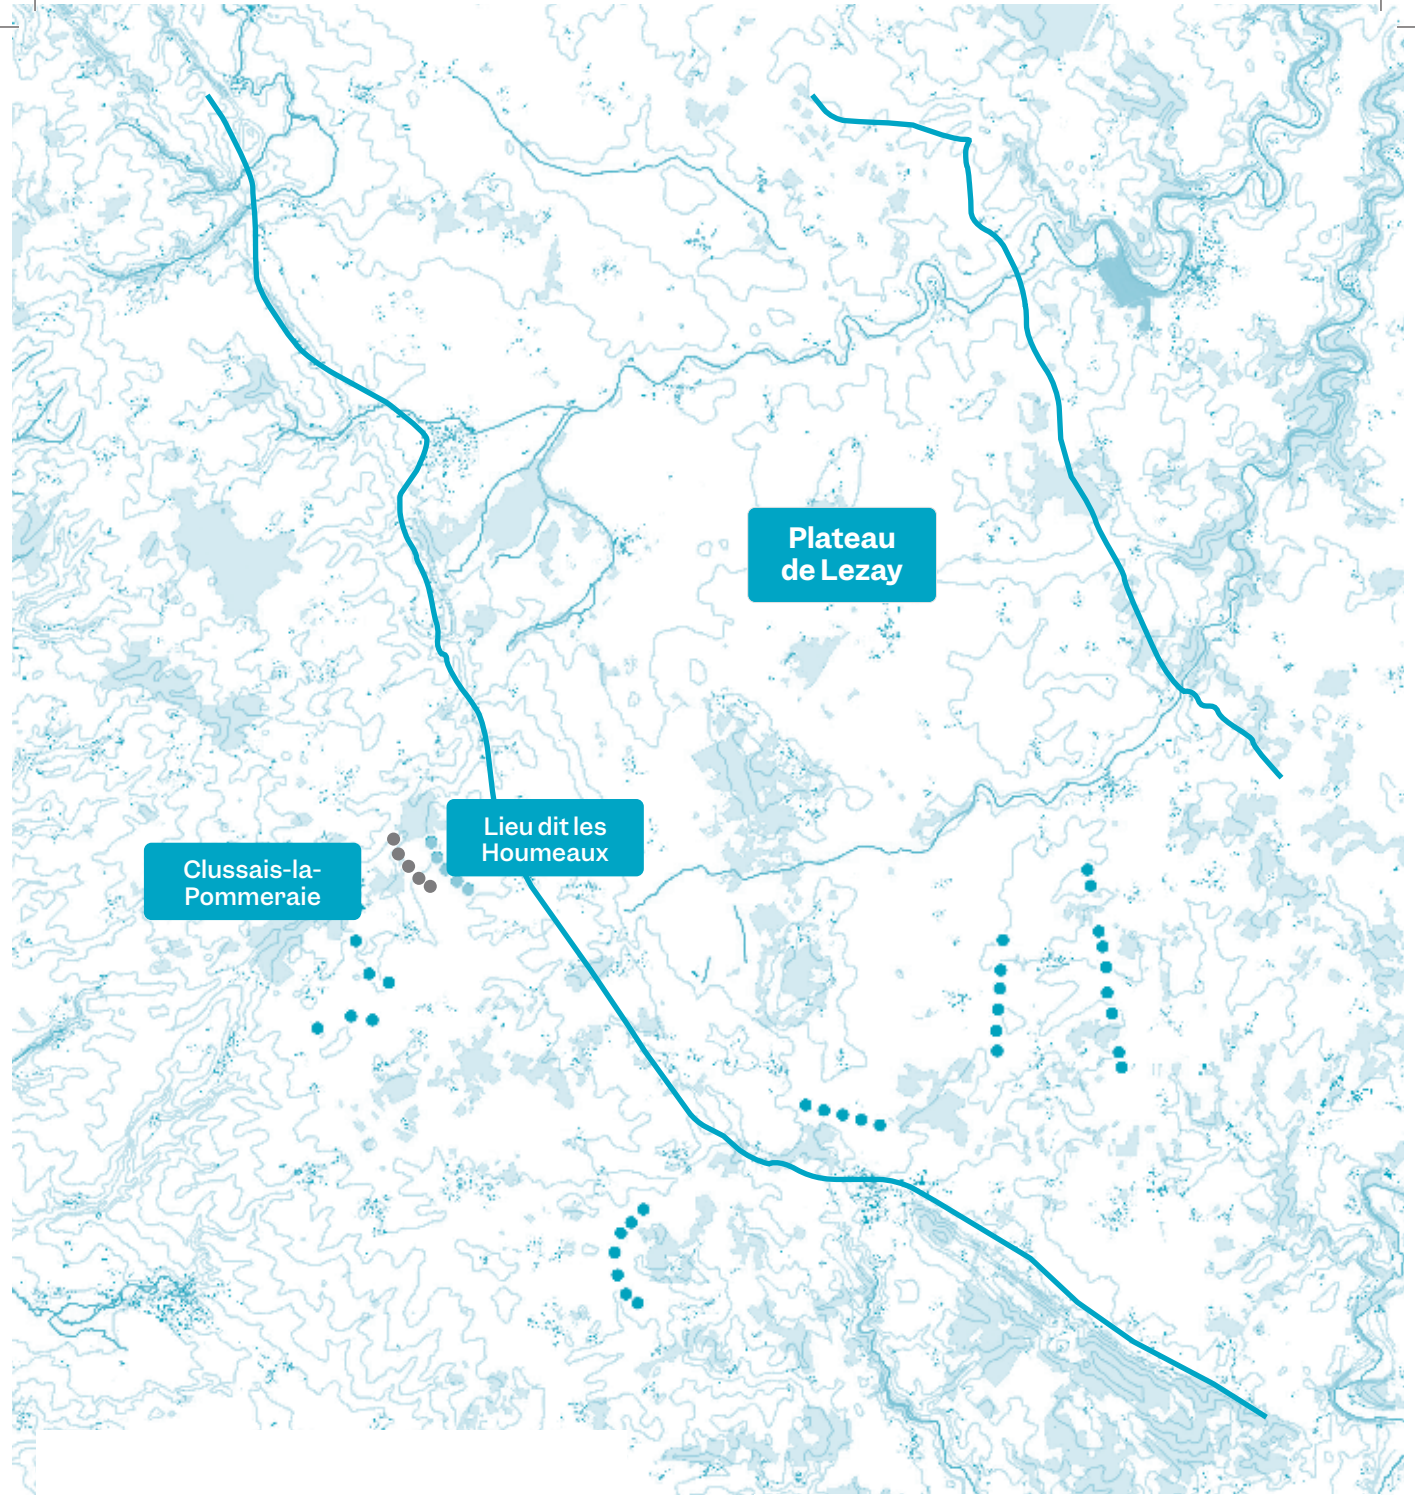 Plateau
de Lezay
Lieu dit les
Houmeaux
Clussais-la-
Pommeraie